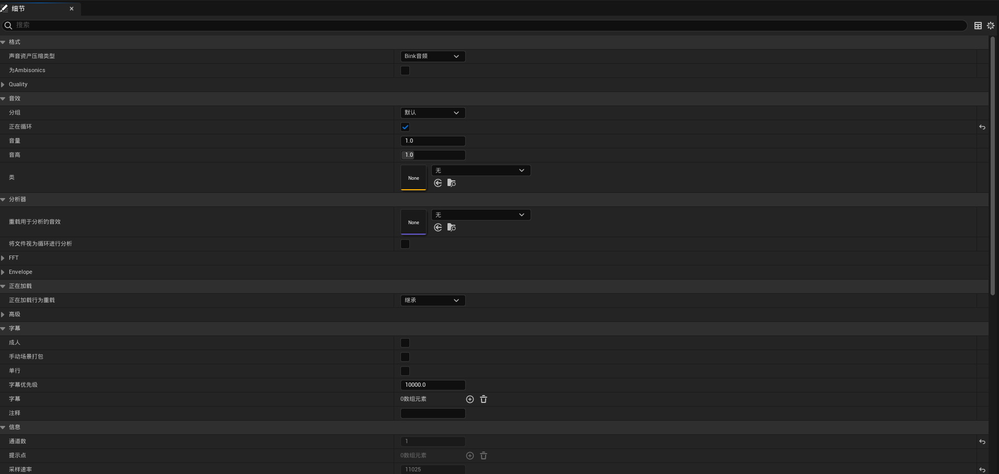 细节
搜索
格式
声音资产压缩类型 Bink音频
为Ambisonics
Quality
音效
分组 默认
正在循环
音量 1.0
音高 1.0
类 None 无
分析器
重载用于分析的音效 None 无
将文件视为循环进行分析
FFT
Envelope
正在加载
正在加载行为重载 继承
高级
字幕
成人
手动场景打包
单行
字幕优先级 10000.0
字幕 0数组元素
注释
信息
通道数 1
提示点 0数组元素
采样速率 11025